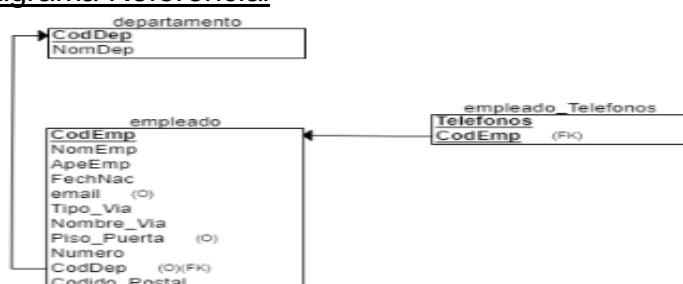 departamento
CodDep
NomDep
empleado
CodEmp
NomEmp
ApeEmp
FechNac
email (O)
Tipo_Via
Nombre_Via
Piso_Puerta (O)
Numero
CodDep (O)(FK)
Codido_Postal
empleado_Telefonos
Telefonos
CodEmp (FK)